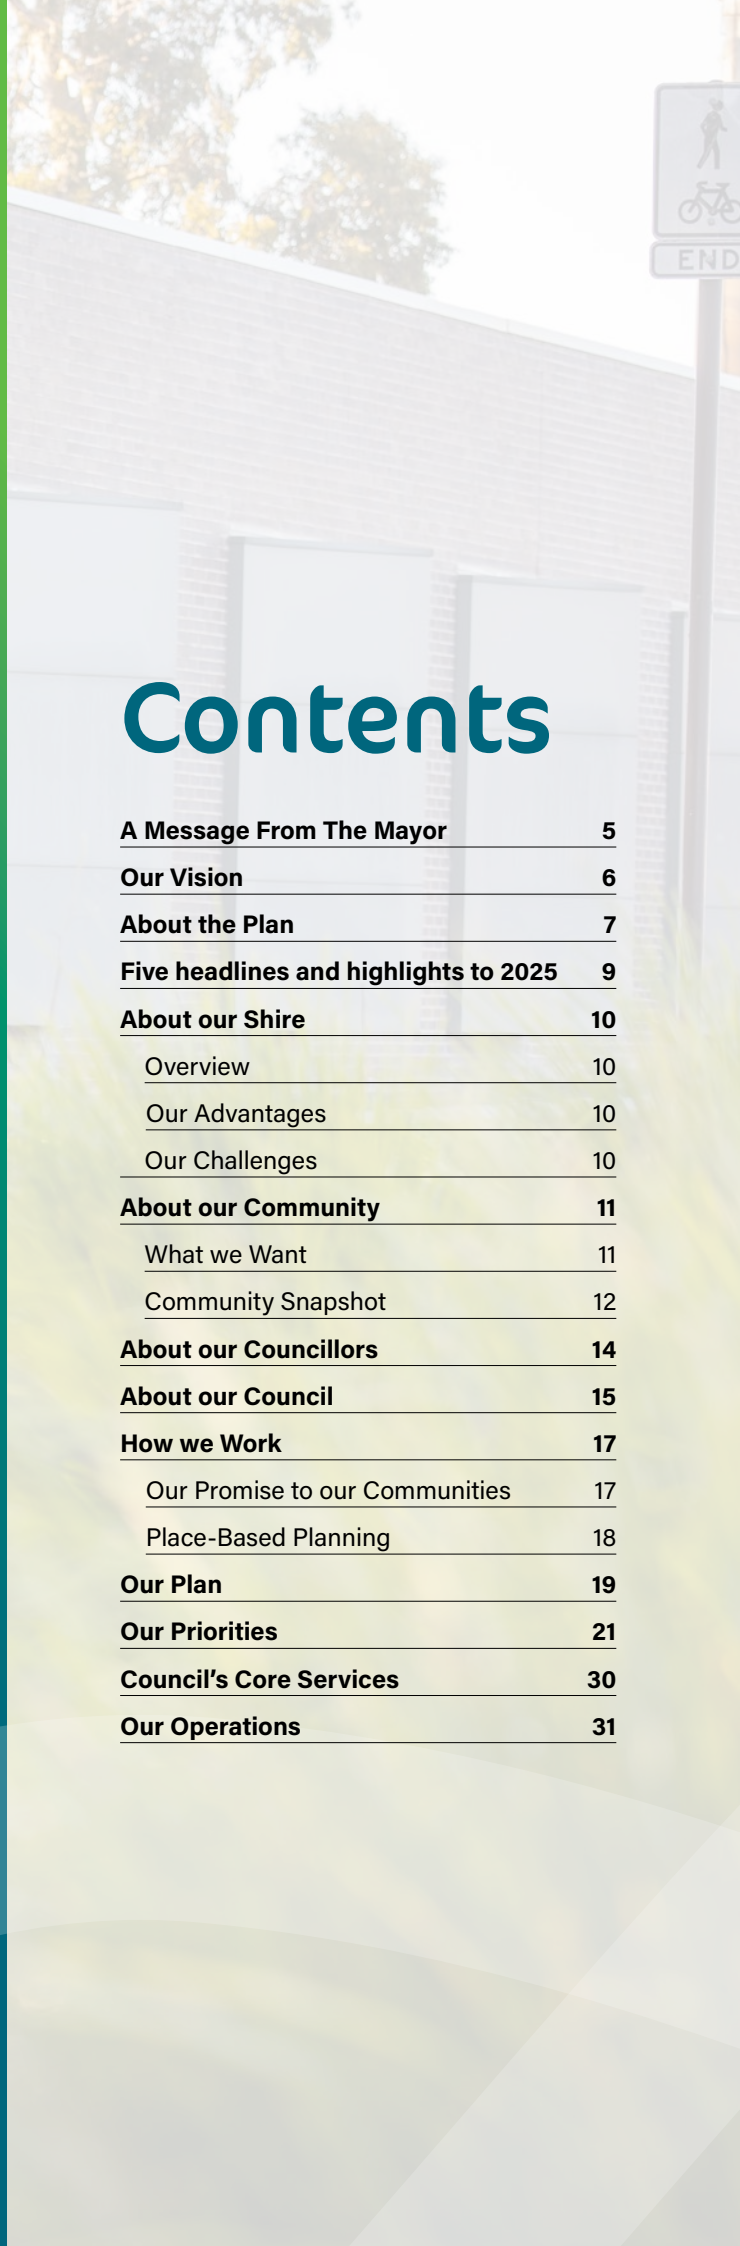 END
Contents
A Message From The Mayor 5
Our Vision 6
About the Plan 7
Five headlines and highlights to 2025 9
About our Shire 10
Overview 10
Our Advantages 10
Our Challenges 10
About our Community 11
What we Want 11
Community Snapshot 12
About our Councillors 14
About our Council 15
How we Work 17
Our Promise to our Communities 17
Place-Based Planning 18
Our Plan 19
Our Priorities 21
Council's Core Services 30
Our Operations 31